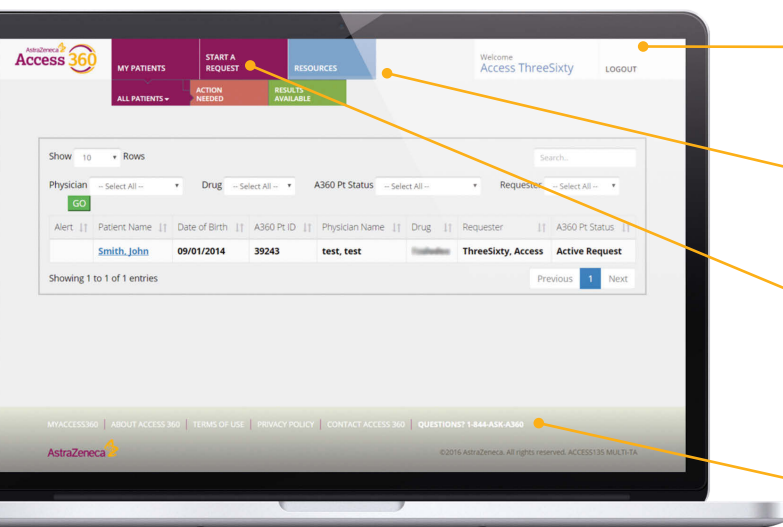 AstraZeneca
Access 360
MY PATIENTS
START A
REQUEST
RESOURCES
Welcome
Access ThreeSixty
LOGOUT
ALL PATIENTS
ACTION
NEEDED
RESULTS
AVAILABLE
Show 10 Rows
Search..
Physician -- Select All -- Drug -- Select All -- A360 Pt Status -- Select All -- Requester -- Select All --
GO
Alert Patient Name Date of Birth A360 Pt ID Physician Name Drug Requester A360 Pt Status
Smith, John 09/01/2014 39243 test, test ThreeSixty, Access Active Request
Showing 1 to 1 of 1 entries
Previous 1 Next
MYACCESS360 | ABOUT ACCESS 360 | TERMS OF USE | PRIVACY POLICY | CONTACT ACCESS 360 | QUESTIONS? 1-844-ASK-A360
AstraZeneca
©2016 AstraZeneca. All rights reserved. ACCESS135 MULTI-TA